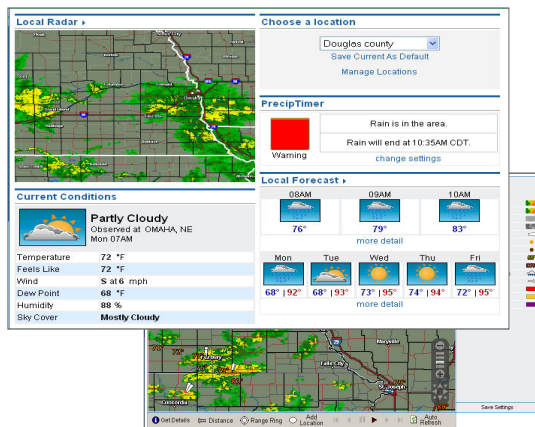 Local Radar
Omaha
Current Conditions
Partly Cloudy
Observed at OMAHA, NE
Mon 07AM
Temperature 72 °F
Feels Like 72 °F
Wind S at 6 mph
Dew Point 68 °F
Humidity 88 %
Sky Cover Mostly Cloudy
Choose a location
Douglas county
Save Current As Default
Manage Locations
PrecipTimer
Warning
Rain is in the area.
Rain will end at 10:35AM CDT.
change settings
Local Forecast
08AM 09AM 10AM
76° 79° 83°
more detail
Mon Tue Wed Thu Fri
68° | 92° 68° | 93° 73° | 95° 74° | 94° 72° | 95°
more detail
Marysville
Fairbury
Falls City
St. Joseph
Concordia
Get Details Distance Range Ring Add Location Auto Refresh
Save Settings